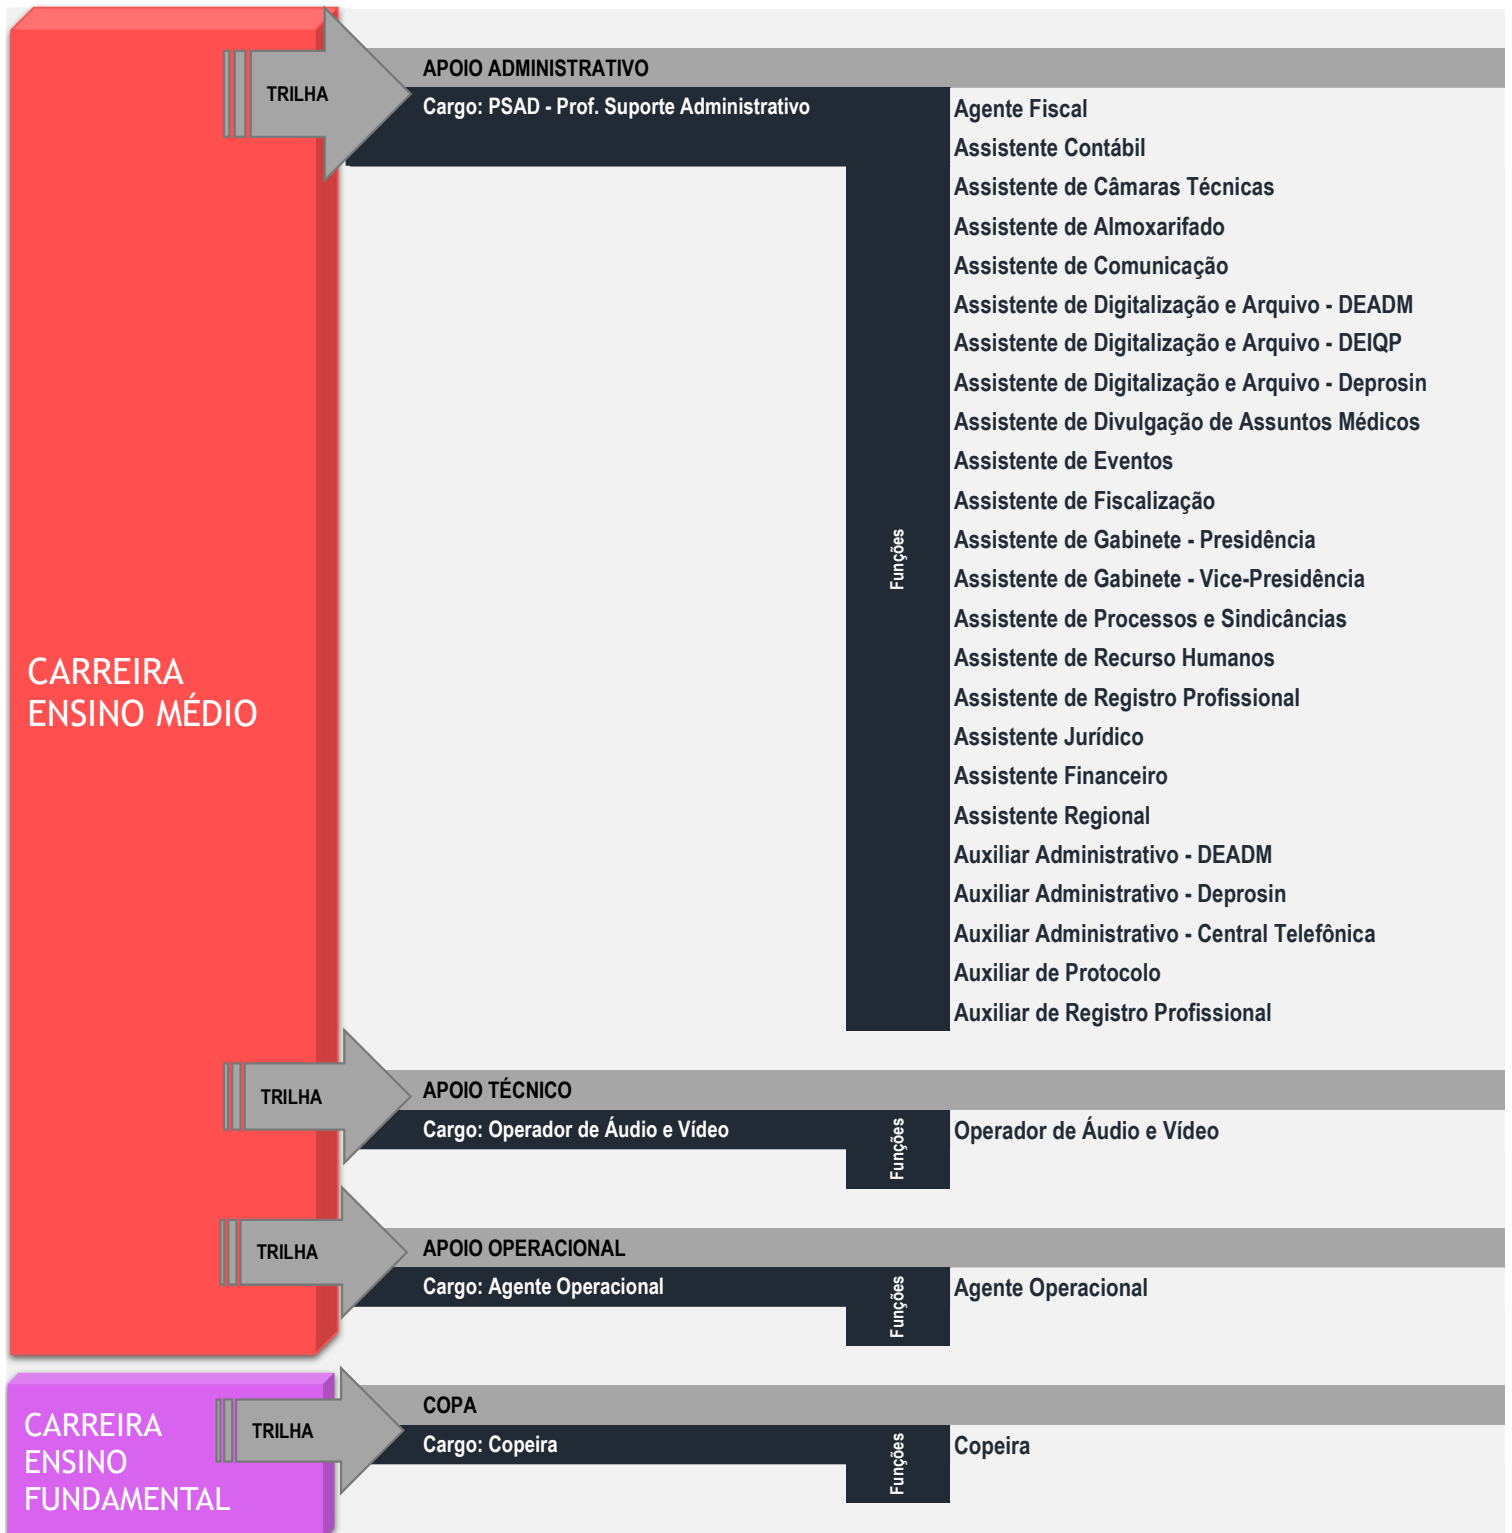 CARREIRA
ENSINO MÉDIO
TRILHA
APOIO ADMINISTRATIVO
Cargo: PSAD - Prof. Suporte Administrativo
Funções
Agente Fiscal
Assistente Contábil
Assistente de Câmaras Técnicas
Assistente de Almoxarifado
Assistente de Comunicação
Assistente de Digitalização e Arquivo - DEADM
Assistente de Digitalização e Arquivo - DEIQP
Assistente de Digitalização e Arquivo - Deprosin
Assistente de Divulgação de Assuntos Médicos
Assistente de Eventos
Assistente de Fiscalização
Assistente de Gabinete - Presidência
Assistente de Gabinete - Vice-Presidência
Assistente de Processos e Sindicâncias
Assistente de Recurso Humanos
Assistente de Registro Profissional
Assistente Jurídico
Assistente Financeiro
Assistente Regional
Auxiliar Administrativo - DEADM
Auxiliar Administrativo - Deprosin
Auxiliar Administrativo - Central Telefônica
Auxiliar de Protocolo
Auxiliar de Registro Profissional
TRILHA
APOIO TÉCNICO
Cargo: Operador de Áudio e Vídeo
Funções
Operador de Áudio e Vídeo
TRILHA
APOIO OPERACIONAL
Cargo: Agente Operacional
Funções
Agente Operacional
CARREIRA
ENSINO
FUNDAMENTAL
TRILHA
COPA
Cargo: Copeira
Funções
Copeira